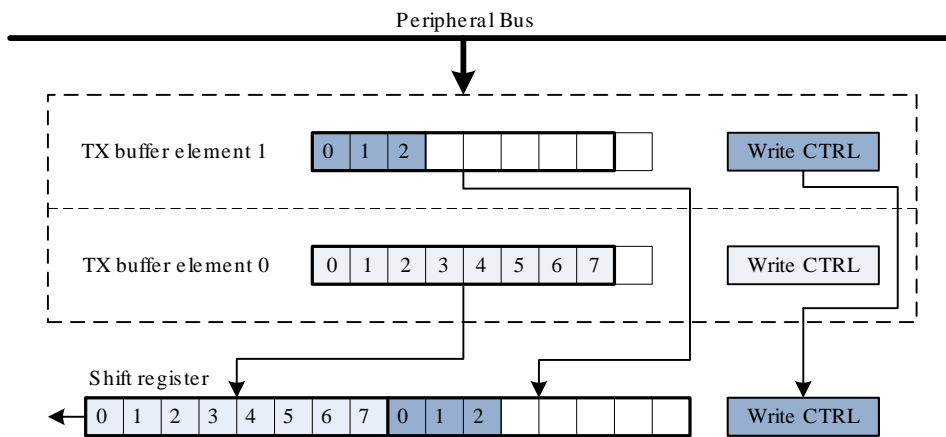 Peripheral Bus
TX buffer element 1 0 1 2 Write CTRL
TX buffer element 0 0 1 2 3 4 5 6 7 Write CTRL
Shift register
0 1 2 3 4 5 6 7 0 1 2 Write CTRL